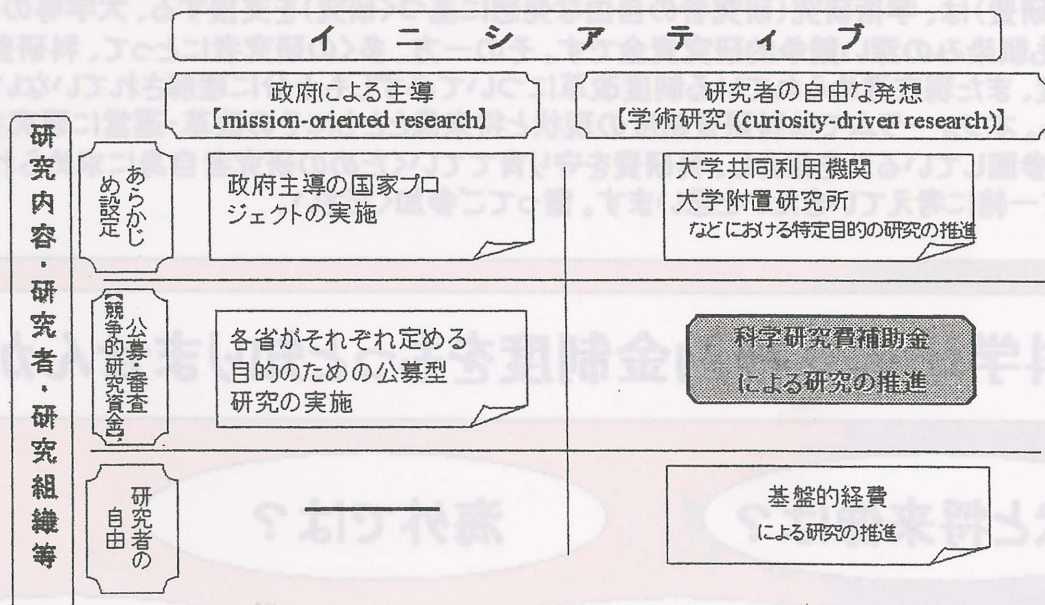 イニシアティブ
政府による主導
【mission-oriented research】
研究者の自由な発想
【学術研究 (curiosity-driven research)】
研究内容・研究者・研究組織等
あらかじ
め設定
政府主導の国家プロ
ジェクトの実施
大学共同利用機関
大学附置研究所
などにおける特定目的の研究の推進
公募・審査
【競争的研究資金】
各省がそれぞれ定める
目的のための公募型
研究の実施
科学研究費補助金
による研究の推進
研究者の
自由
基盤的経費
による研究の推進